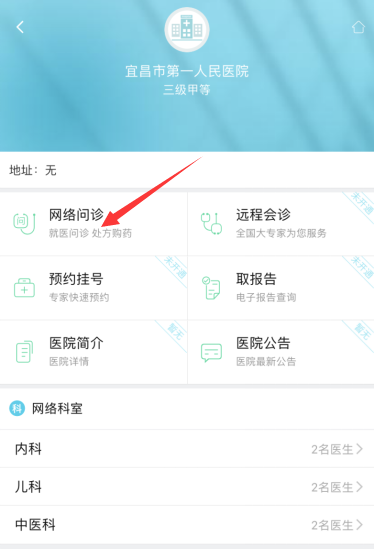 宜昌市第一人民医院
三级甲等
地址：无
网络问诊
就医问诊 处方购药
远程会诊
全国大专家为您服务
未开通
预约挂号
专家快速预约
未开通
取报告
电子报告查询
未开通
医院简介
医院详情
暂无
医院公告
医院最新公告
暂无
科 网络科室
内科 2名医生
儿科 2名医生
中医科 2名医生